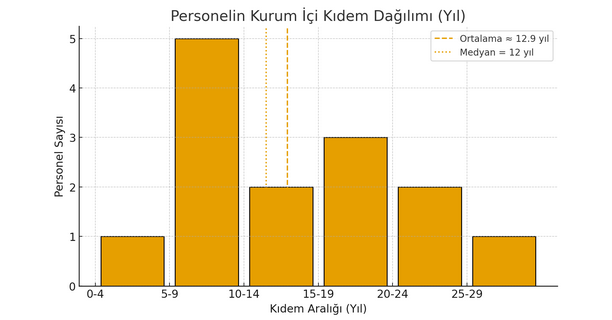 Personelin Kurum İçi Kıdem Dağılımı (Yıl)
Ortalama ≈ 12.9 yıl
Medyan = 12 yıl
Personel Sayısı
5
4
3
2
1
0
0-4 5-9 10-14 15-19 20-24 25-29
Kıdem Aralığı (Yıl)